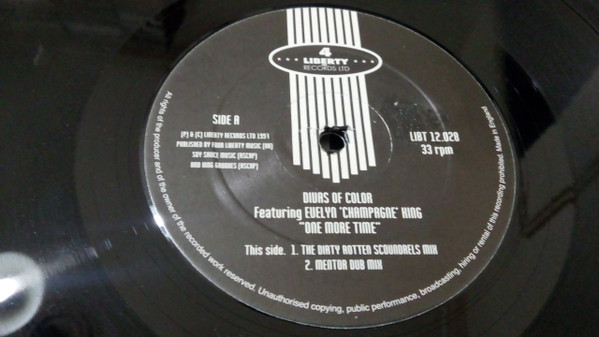 4
LIBERTY
RECORDS LTD
SIDE A
(P) & (C) LIBERTY RECORDS LTD 1997
PUBLISHED BY FOUR LIBERTY MUSIC (UK)
SUY SAUCE MUSIC (ASCAP)
AND KING GROOVES (ASCAP)
LIBT 12.028
33 rpm
DIVAS OF COLOR
Featuring EVELYN 'CHAMPAGNE' KING
"ONE MORE TIME"
This side. 1. THE DIRTY ROTTEN SCOUNDRELS MIX
2. MENTOR DUB MIX
All rights of the producer and of the owner of the recorded work reserved. Unauthorised copying, public performance, broadcasting, hiring or rental of this recording prohibited. Made in England.